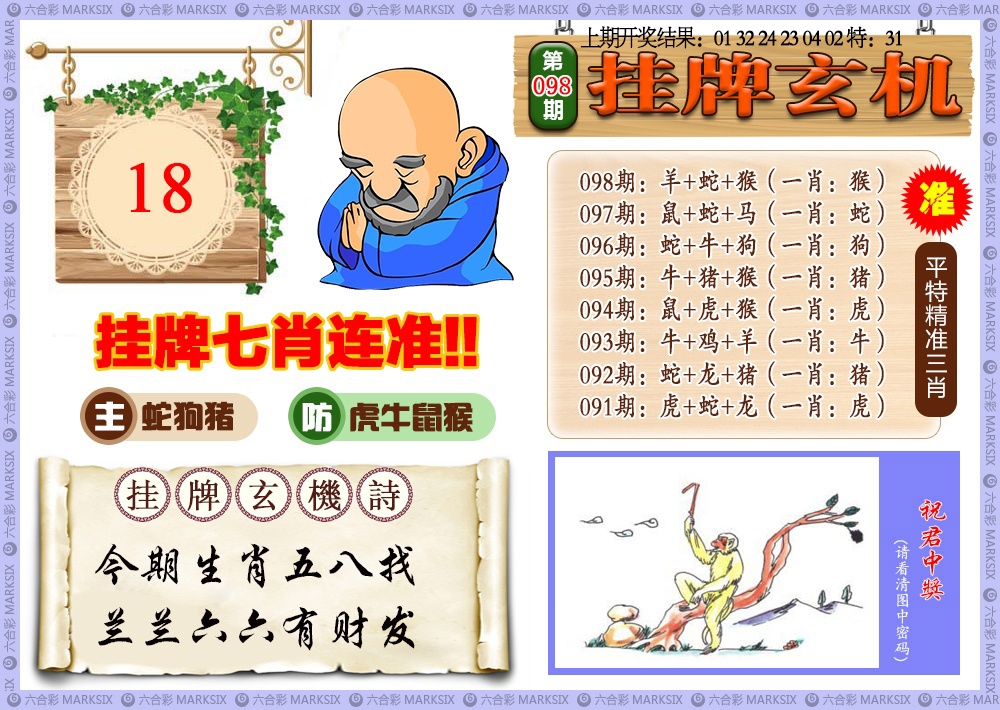 上期开奖结果：01 32 24 23 04 02 特：31
第
098
期
挂牌玄机
18
挂牌七肖连准!!
主 蛇狗猪
防 虎牛鼠猴
098期：羊+蛇+猴（一肖：猴）
097期：鼠+蛇+马（一肖：蛇）
096期：蛇+牛+狗（一肖：狗）
095期：牛+猪+猴（一肖：猪）
094期：鼠+虎+猴（一肖：虎）
093期：牛+鸡+羊（一肖：牛）
092期：蛇+龙+猪（一肖：猪）
091期：虎+蛇+龙（一肖：虎）
准
平特精准三肖
挂牌玄機詩
今期生肖五八找
兰兰六六有财发
祝君中奬
（请看清图中密码）
六合彩 MARKSIX